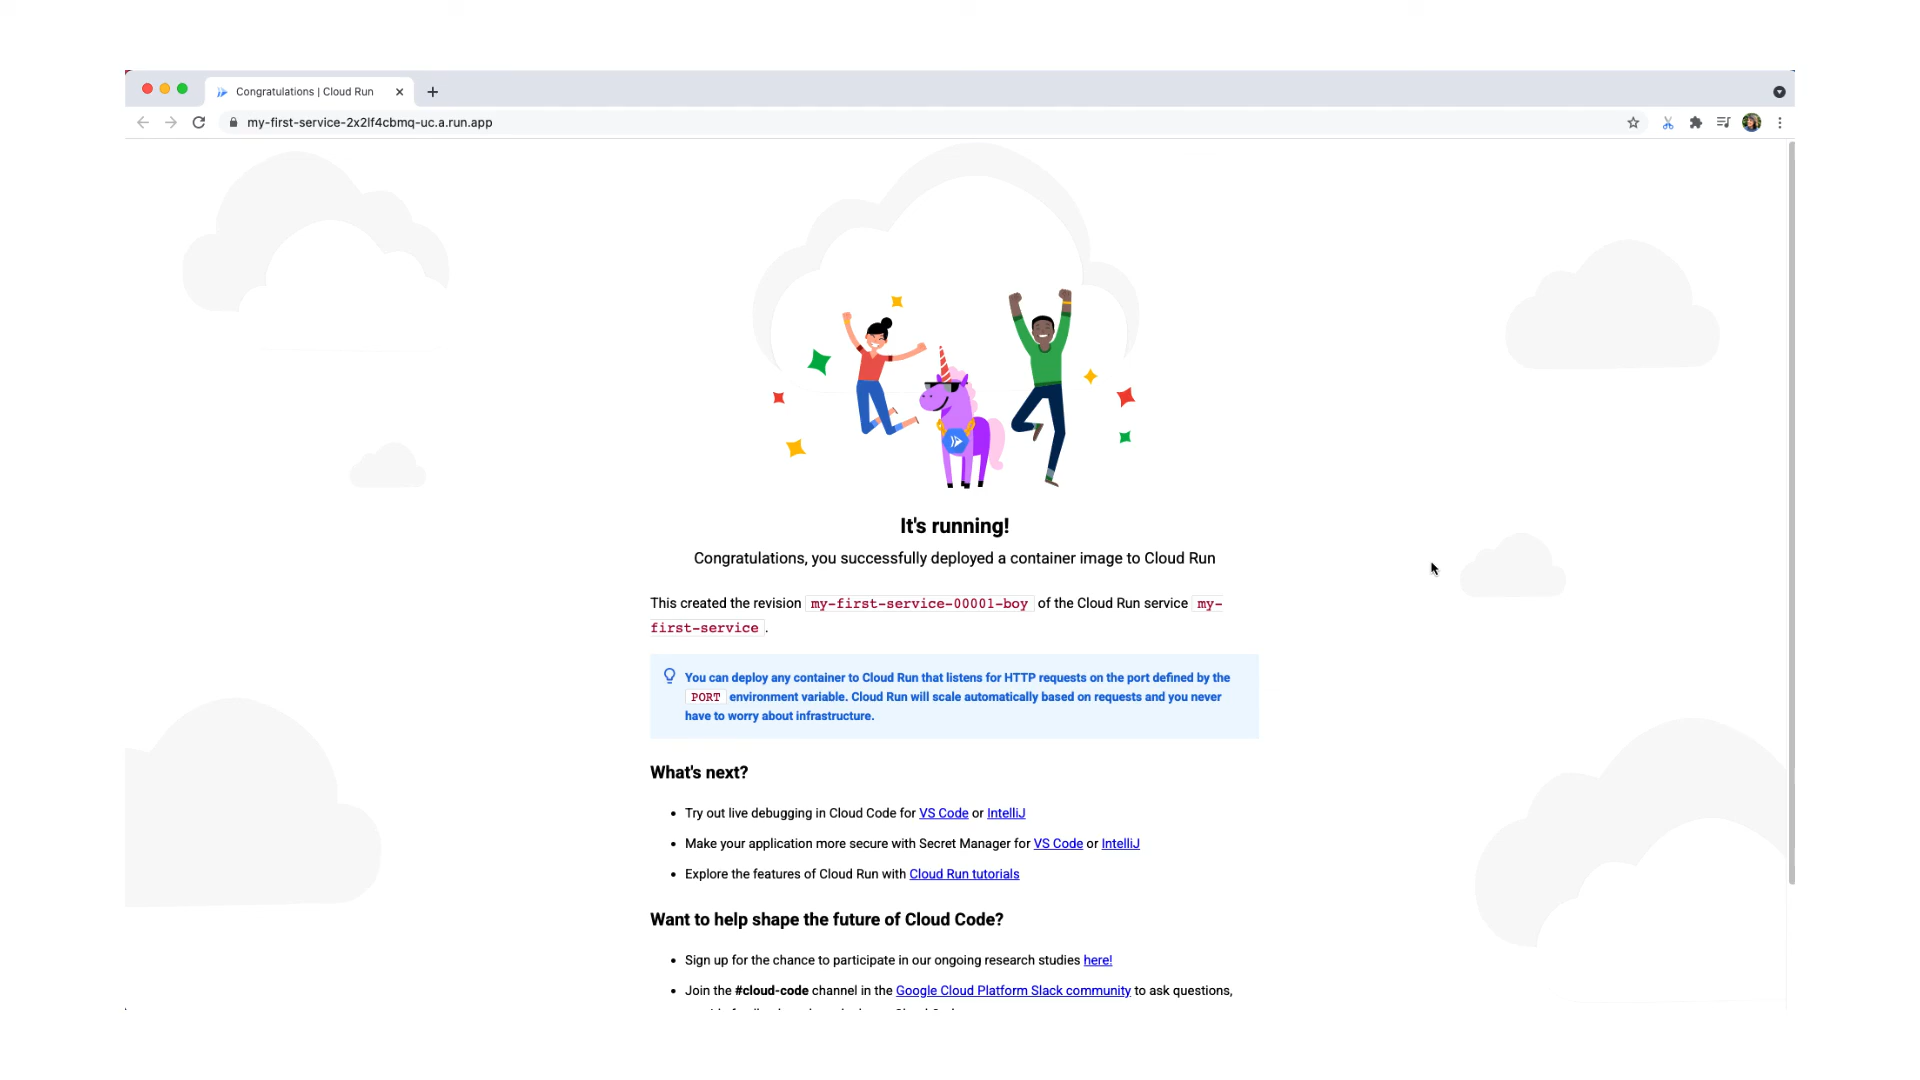 Congratulations | Cloud Run
my-first-service-2x2lf4cbmq-uc.a.run.app
It's running!
Congratulations, you successfully deployed a container image to Cloud Run
This created the revision my-first-service-00001-boy of the Cloud Run service my-
first-service .
You can deploy any container to Cloud Run that listens for HTTP requests on the port defined by the
PORT environment variable. Cloud Run will scale automatically based on requests and you never
have to worry about infrastructure.
What's next?
• Try out live debugging in Cloud Code for VS Code or IntelliJ
• Make your application more secure with Secret Manager for VS Code or IntelliJ
• Explore the features of Cloud Run with Cloud Run tutorials
Want to help shape the future of Cloud Code?
• Sign up for the chance to participate in our ongoing research studies here!
• Join the #cloud-code channel in the Google Cloud Platform Slack community to ask questions,